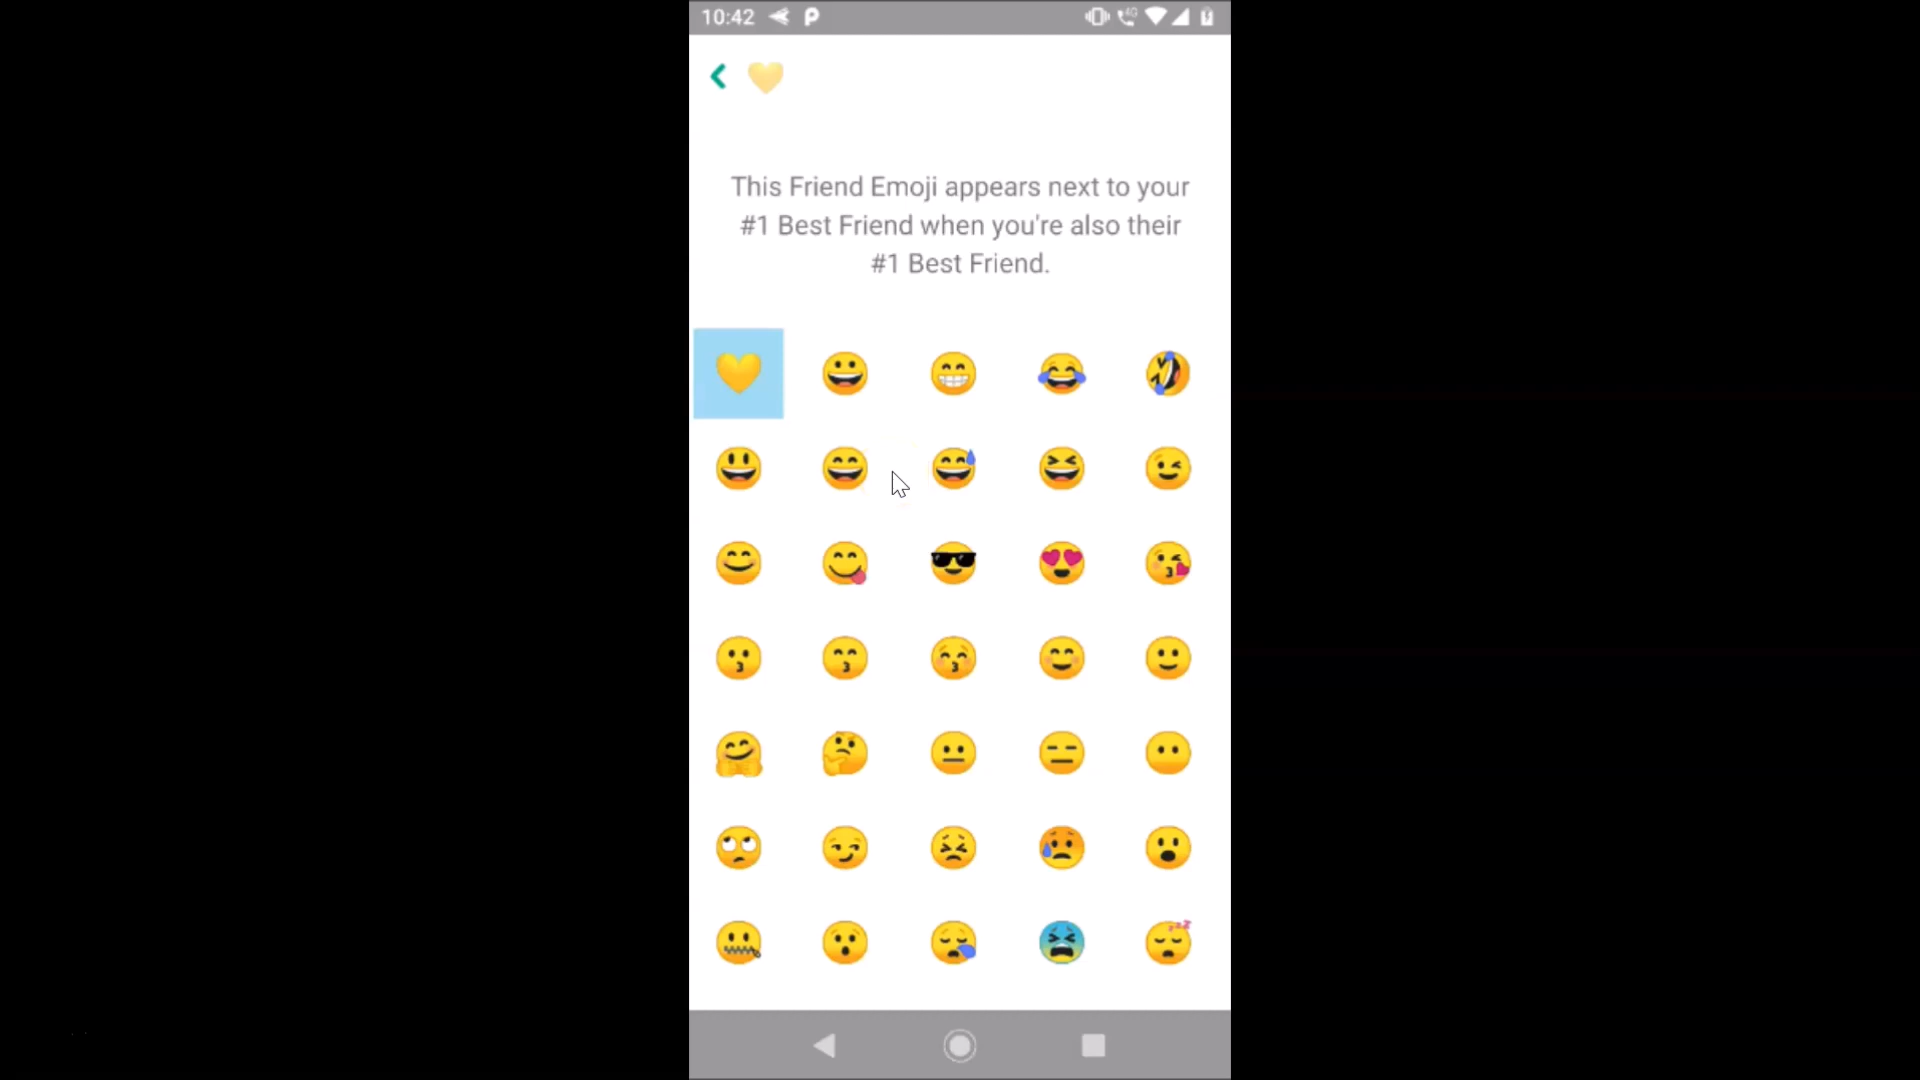 10:42
4G
This Friend Emoji appears next to your
#1 Best Friend when you're also their
#1 Best Friend.